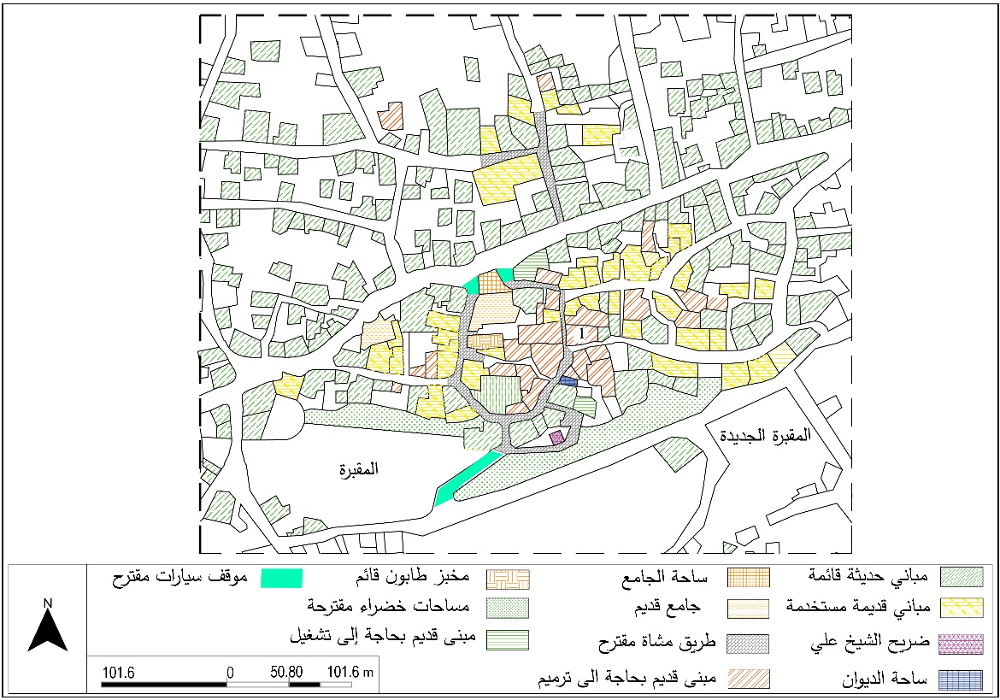 1
المقبرة الجديدة
المقبرة
مباني حديثة قائمة
مباني قديمة مستخدمة
ضريح الشيخ علي
ساحة الديوان
ساحة الجامع
جامع قديم
طريق مشاة مقترح
مبنى قديم بحاجة الى ترميم
مخبز طابون قائم
مساحات خضراء مقترحة
مبنى قديم بحاجة إلى تشغيل
موقف سيارات مقترح
N
101.6 0 50.80 101.6 m